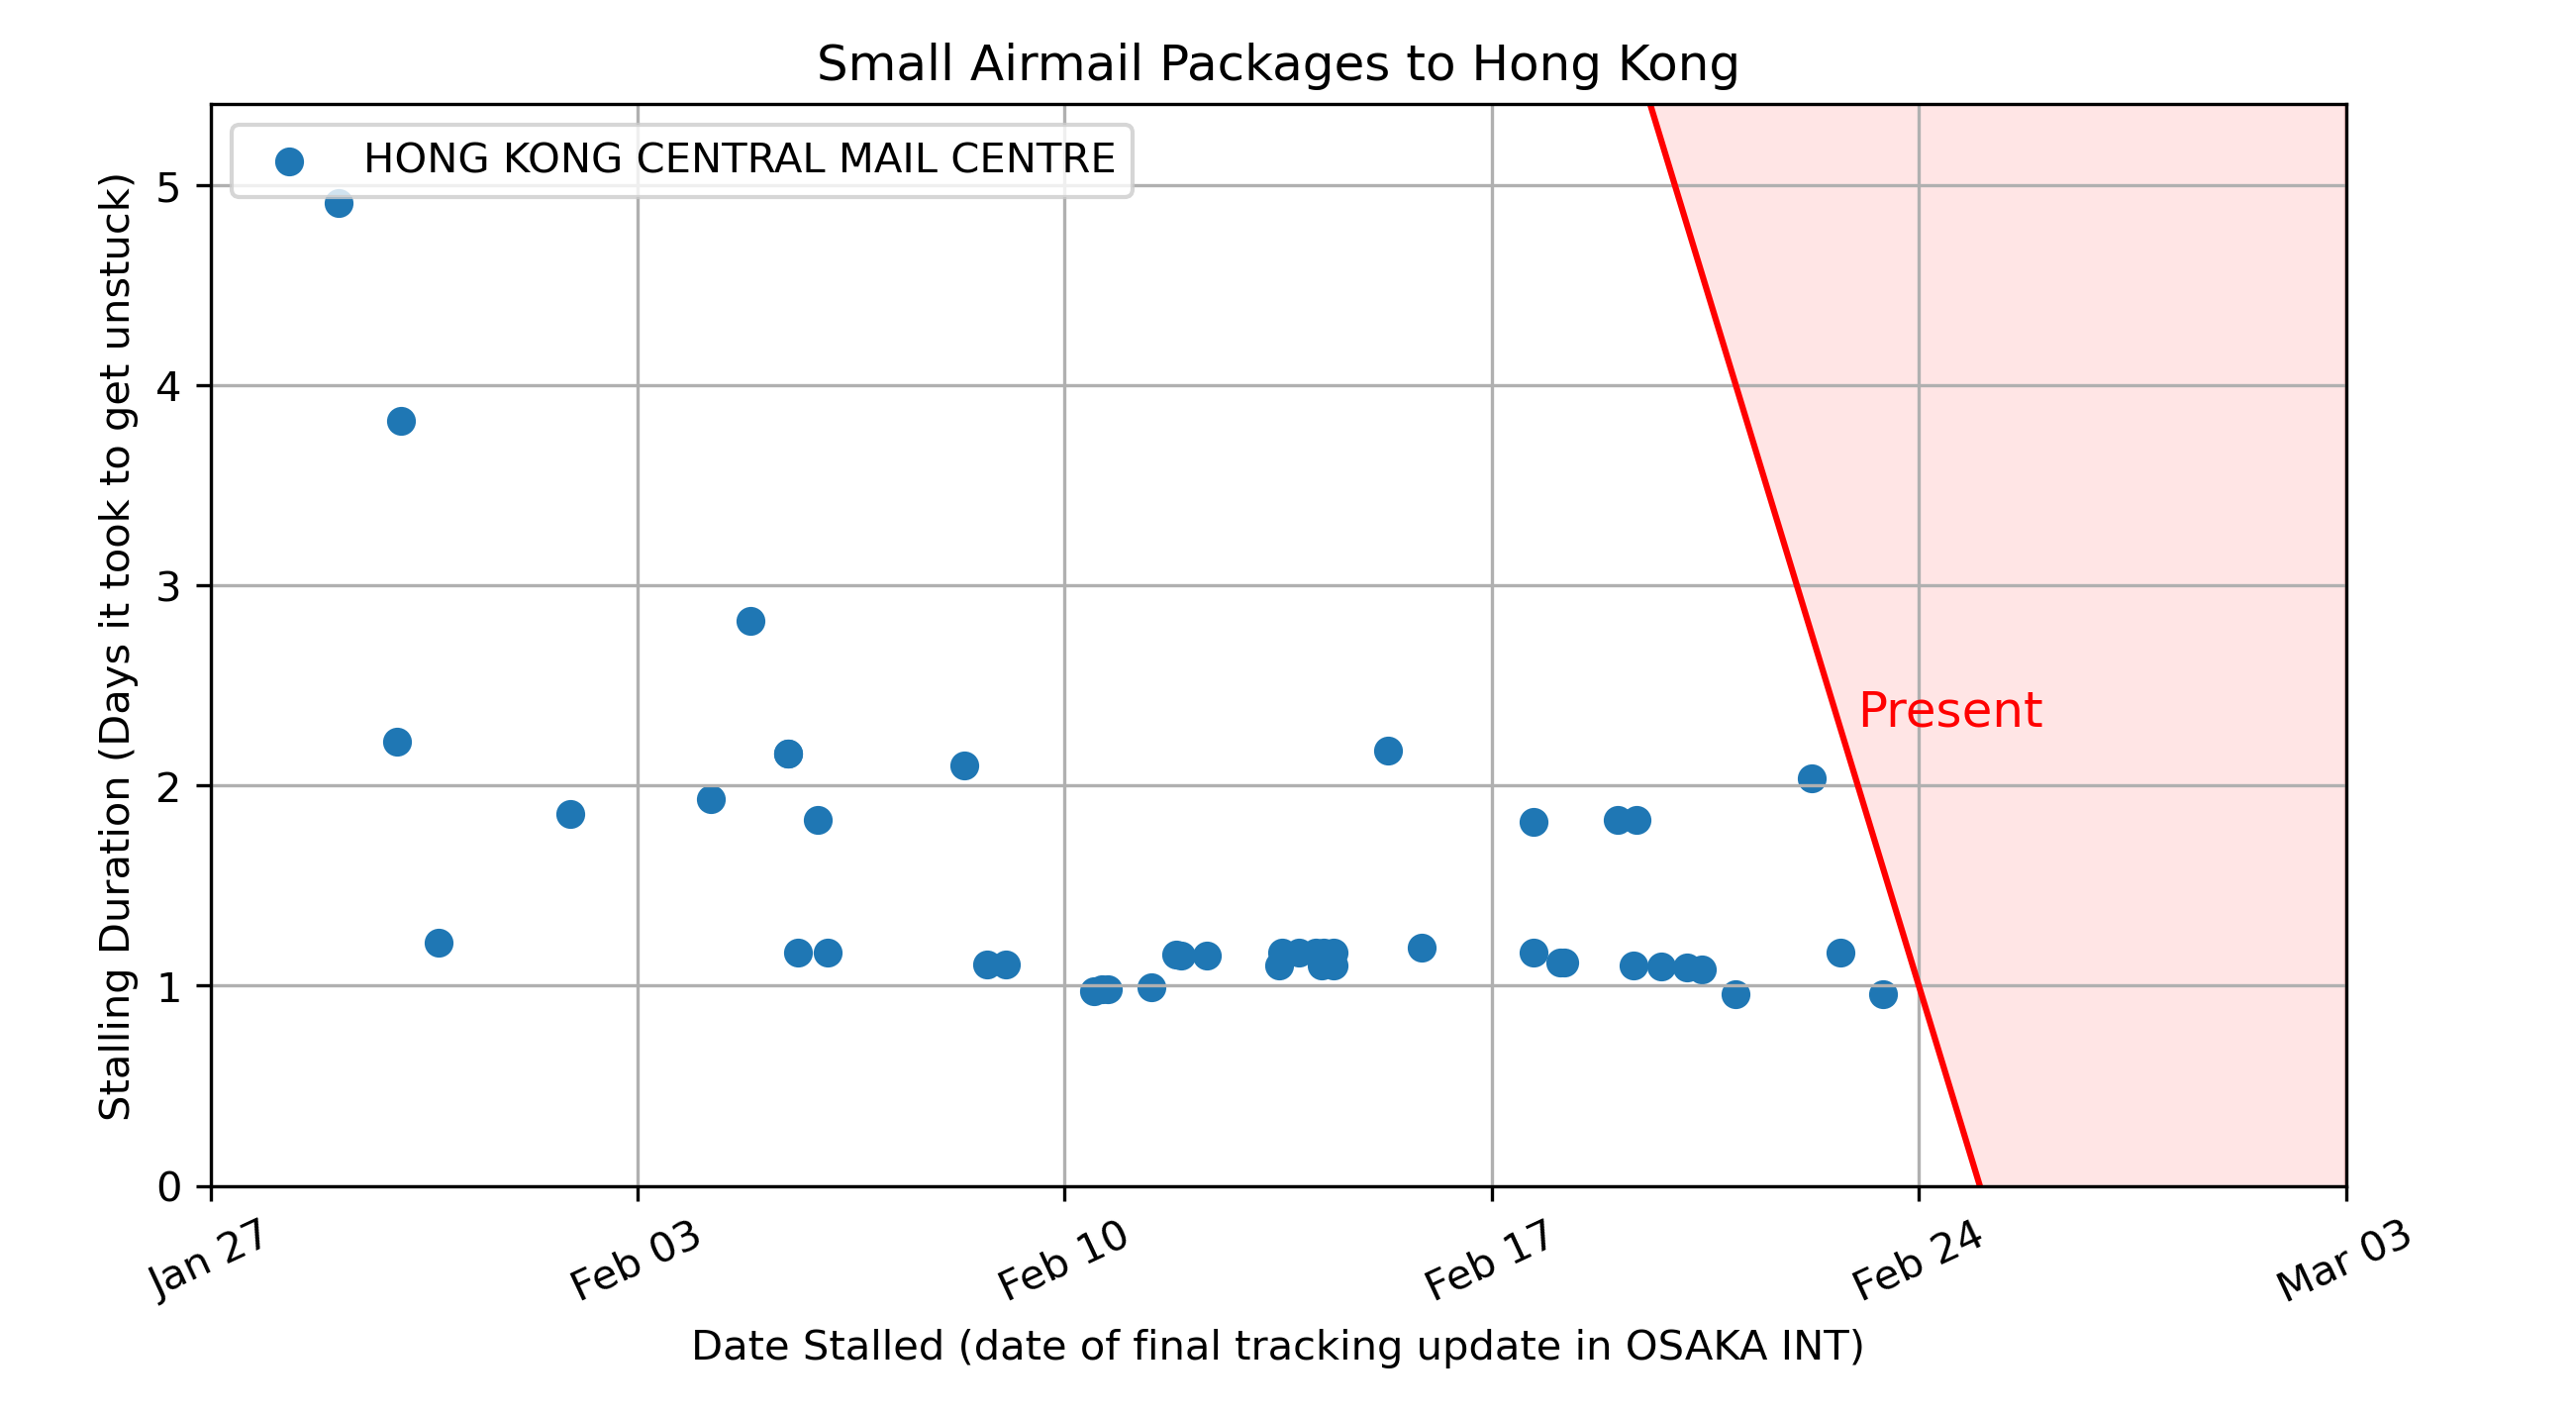 Small Airmail Packages to Hong Kong
HONG KONG CENTRAL MAIL CENTRE
Stalling Duration (Days it took to get unstuck)
5
4
3
2
1
0
Present
Jan 27
Feb 03
Feb 10
Feb 17
Feb 24
Mar 03
Date Stalled (date of final tracking update in OSAKA INT)